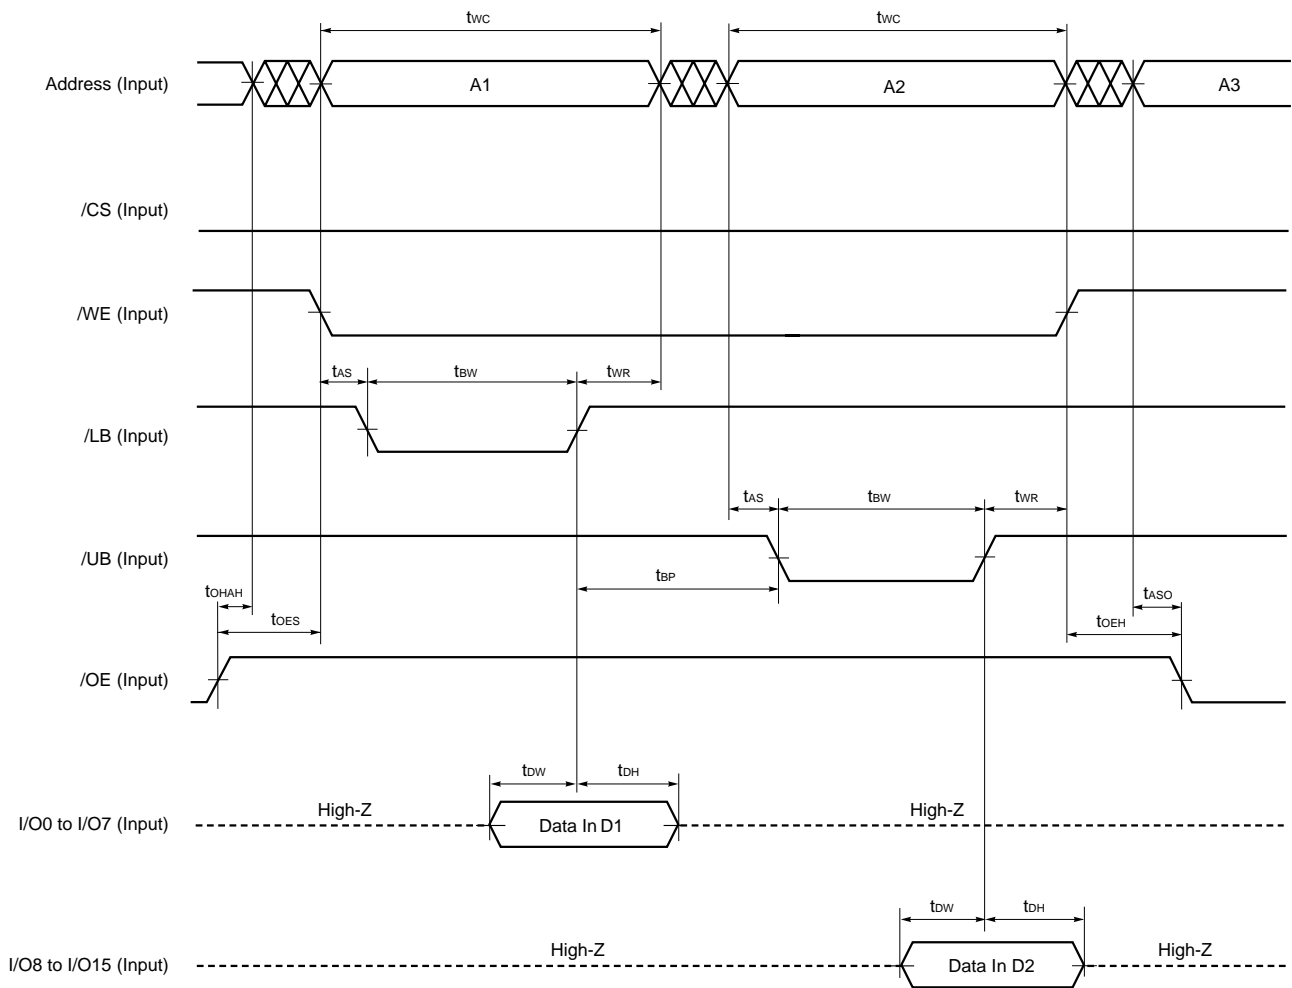 tWC tWC
Address (Input) A1 A2 A3
/CS (Input)
/WE (Input)
tAS tBW tWR
/LB (Input)
tAS tBW tWR
/UB (Input)
tBP
tOHAH tASO
tOES tOEH
/OE (Input)
tDW tDH
High-Z High-Z
I/O0 to I/O7 (Input) Data In D1
tDW tDH
High-Z High-Z
I/O8 to I/O15 (Input) Data In D2